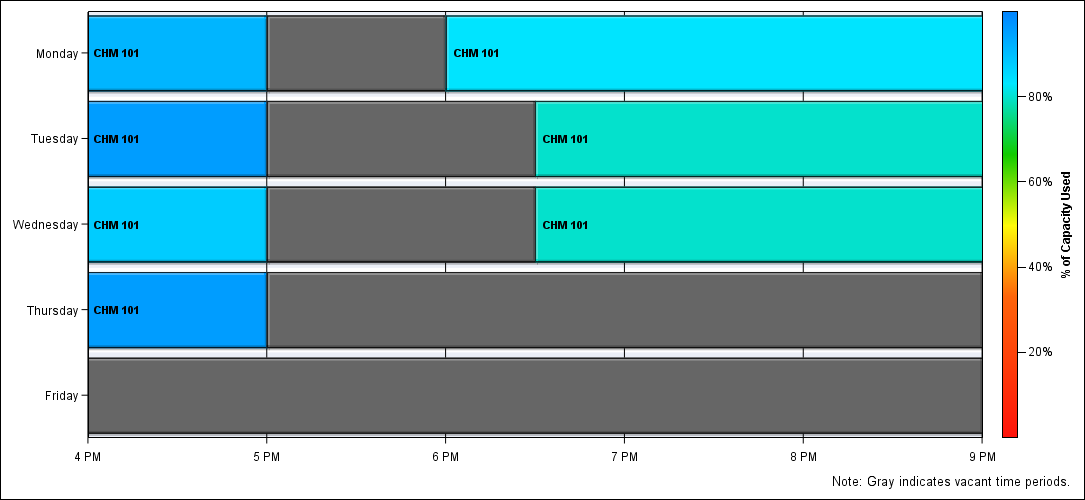 Monday
CHM 101
CHM 101
Tuesday
CHM 101
CHM 101
Wednesday
CHM 101
CHM 101
Thursday
CHM 101
Friday
4 PM
5 PM
6 PM
7 PM
8 PM
9 PM
80%
60%
40%
20%
% of Capacity Used
Note: Gray indicates vacant time periods.